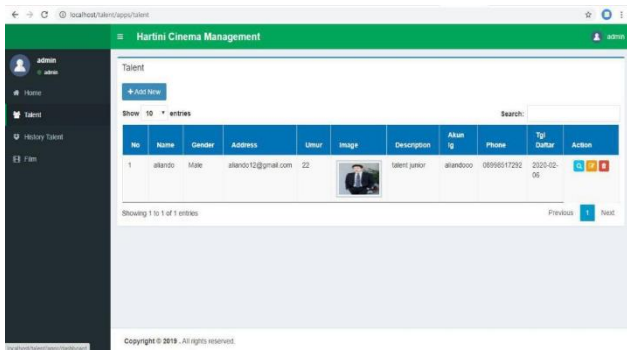 localhost/talent/apps/talent
Hartini Cinema Management
admin
admin
admin
Home
Talent
History Talent
Film
Talent
+ Add New
Show 10 entries
Search:
No Name Gender Address Umur Image Description Akun Ig Phone Tgl Daftar Action
1 aliando Male aliando12@gmail.com 22 talent junior aliandooo 08998517292 2020-02-06
Showing 1 to 1 of 1 entries
Previous 1 Next
Copyright © 2019 . All rights reserved.